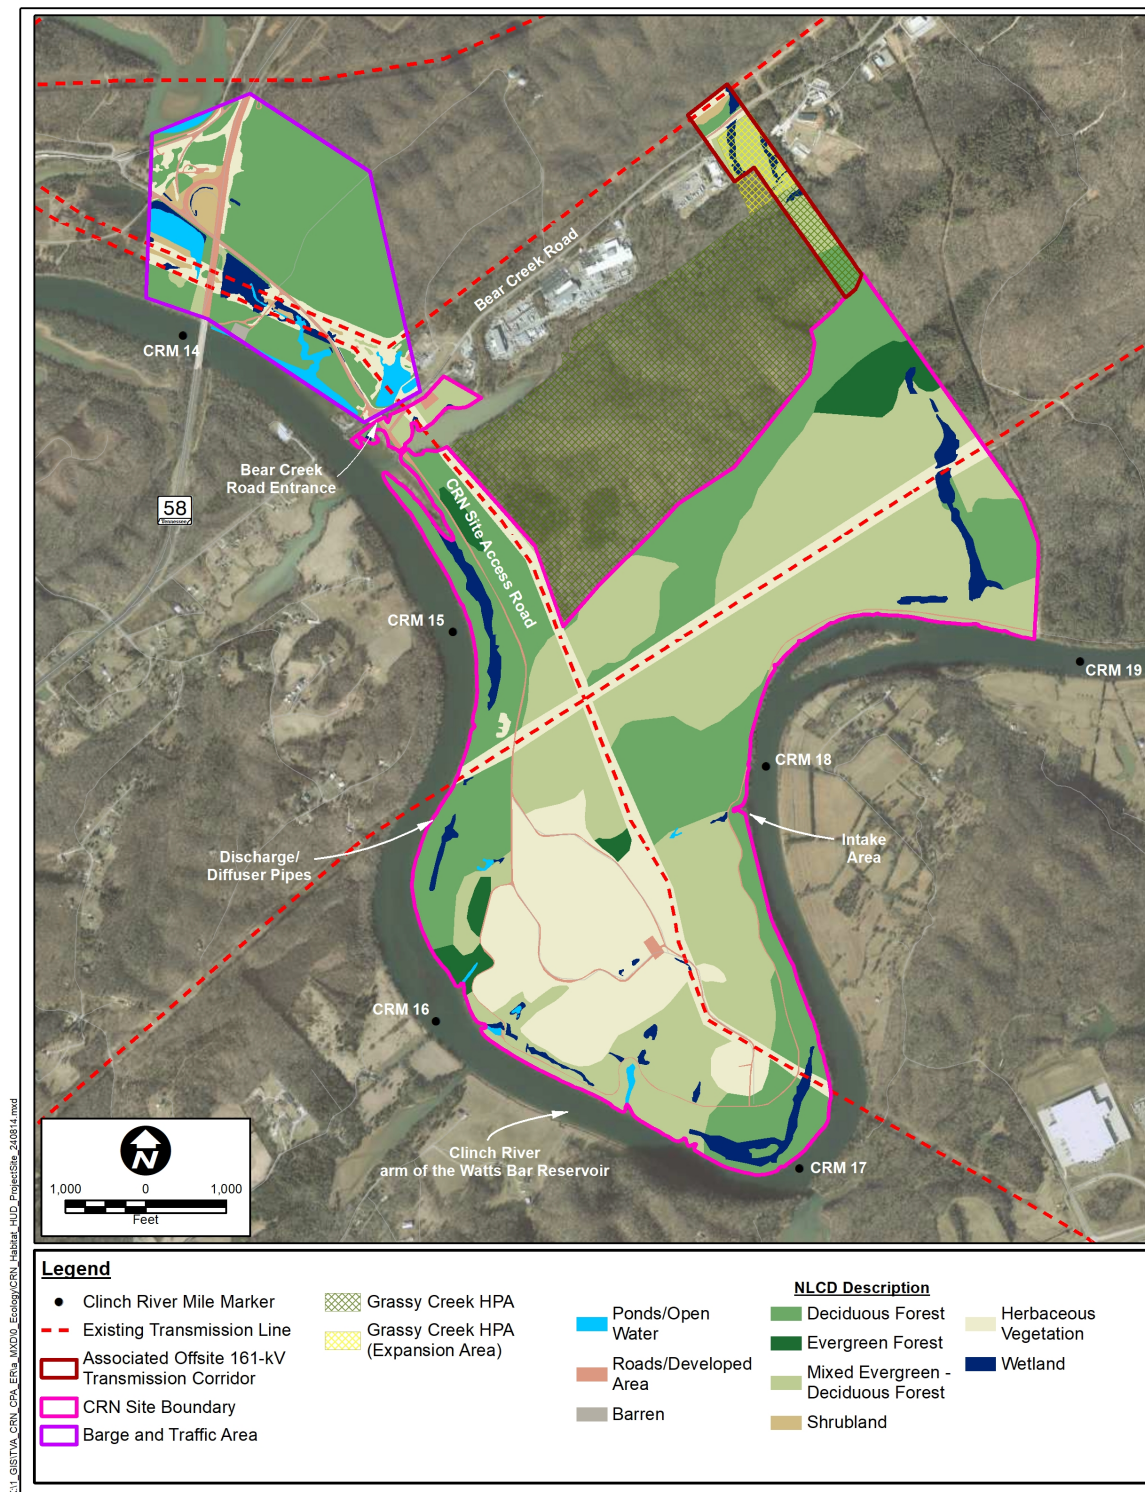 Bear Creek Road
CRM 14
Bear Creek
Road Entrance
58
Tennessee
CRN Site Access Road
CRM 15
CRM 19
CRM 18
Intake
Area
Discharge/
Diffuser Pipes
CRM 16
Clinch River
arm of the Watts Bar Reservoir
CRM 17
N
1,000 0 1,000
Feet
Legend
Clinch River Mile Marker
Existing Transmission Line
Associated Offsite 161-kV
Transmission Corridor
CRN Site Boundary
Barge and Traffic Area
Grassy Creek HPA
Grassy Creek HPA
(Expansion Area)
Ponds/Open
Water
Roads/Developed
Area
Barren
NLCD Description
Deciduous Forest
Evergreen Forest
Mixed Evergreen -
Deciduous Forest
Shrubland
Herbaceous
Vegetation
Wetland